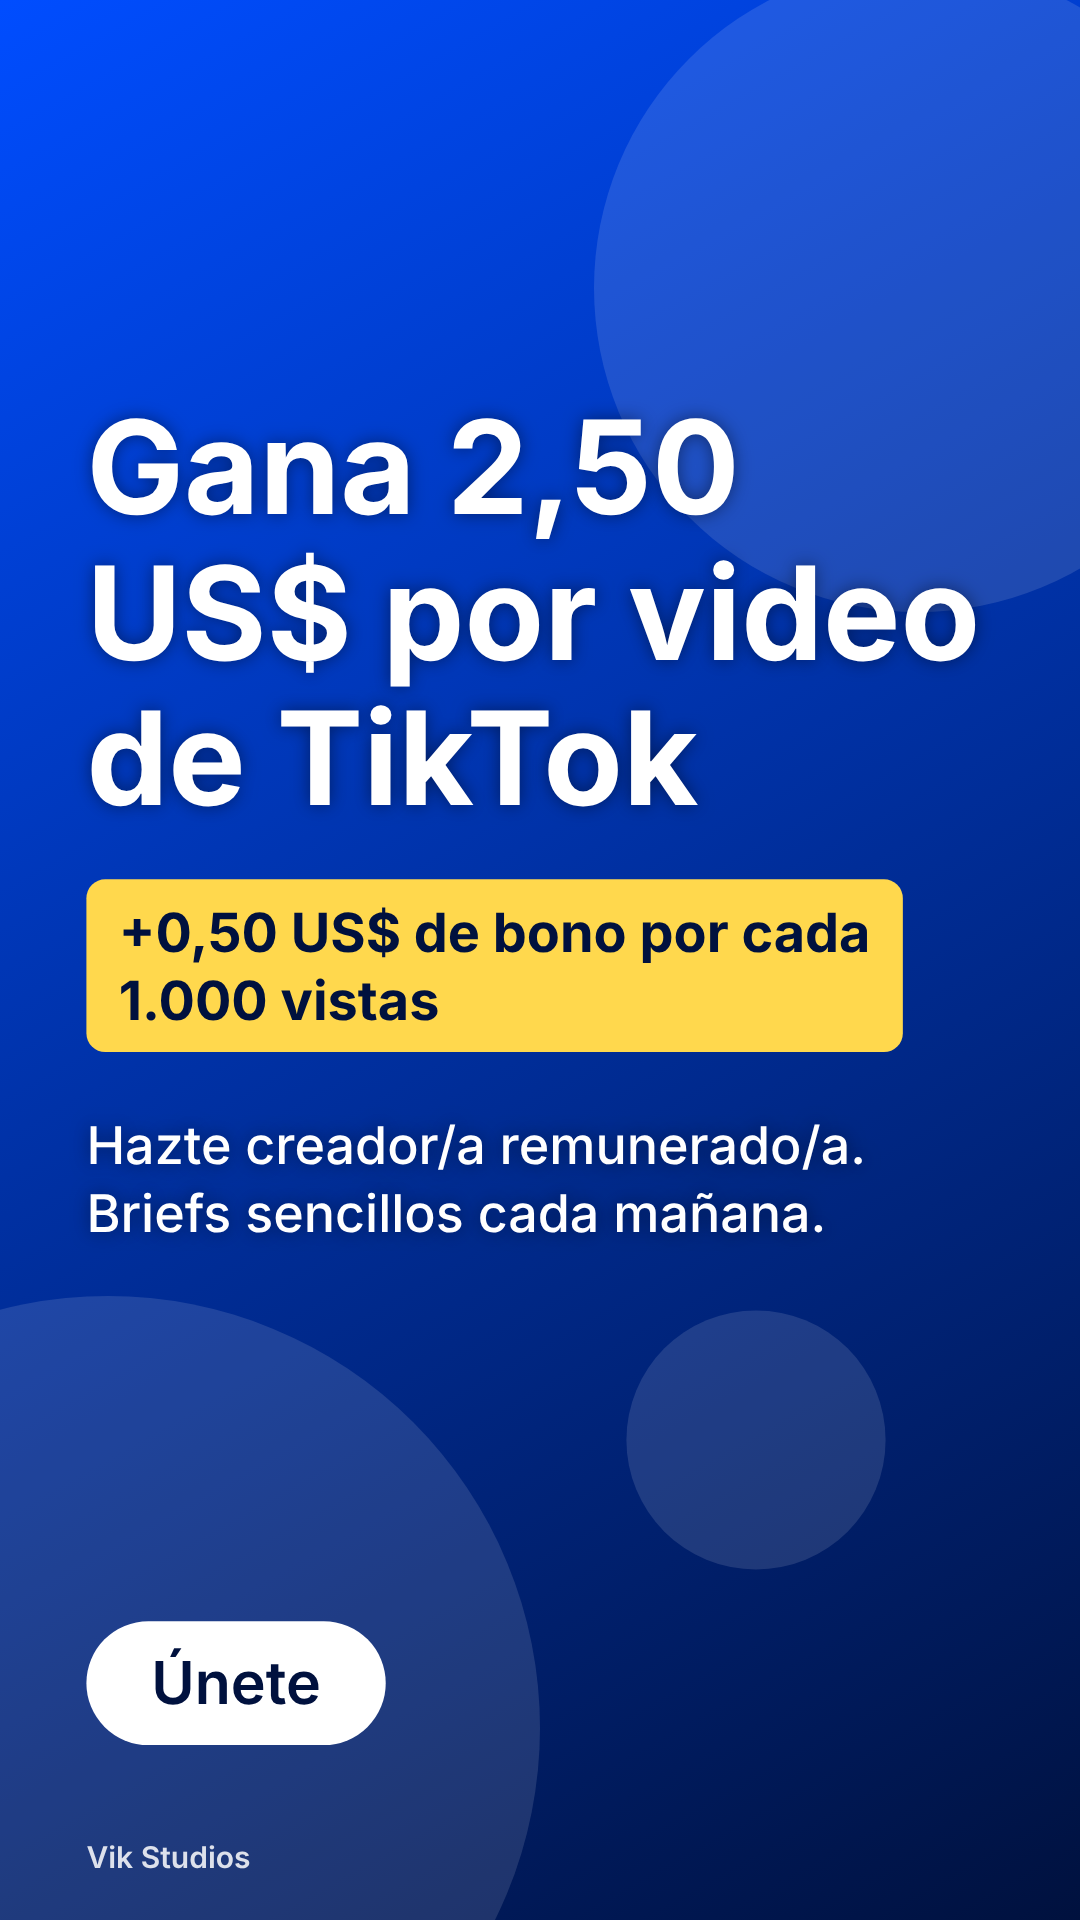 Gana 2,50
US$ por video
de TikTok
+0,50 US$ de bono por cada
1.000 vistas
Hazte creador/a remunerado/a.
Briefs sencillos cada mañana.
Únete
Vik Studios